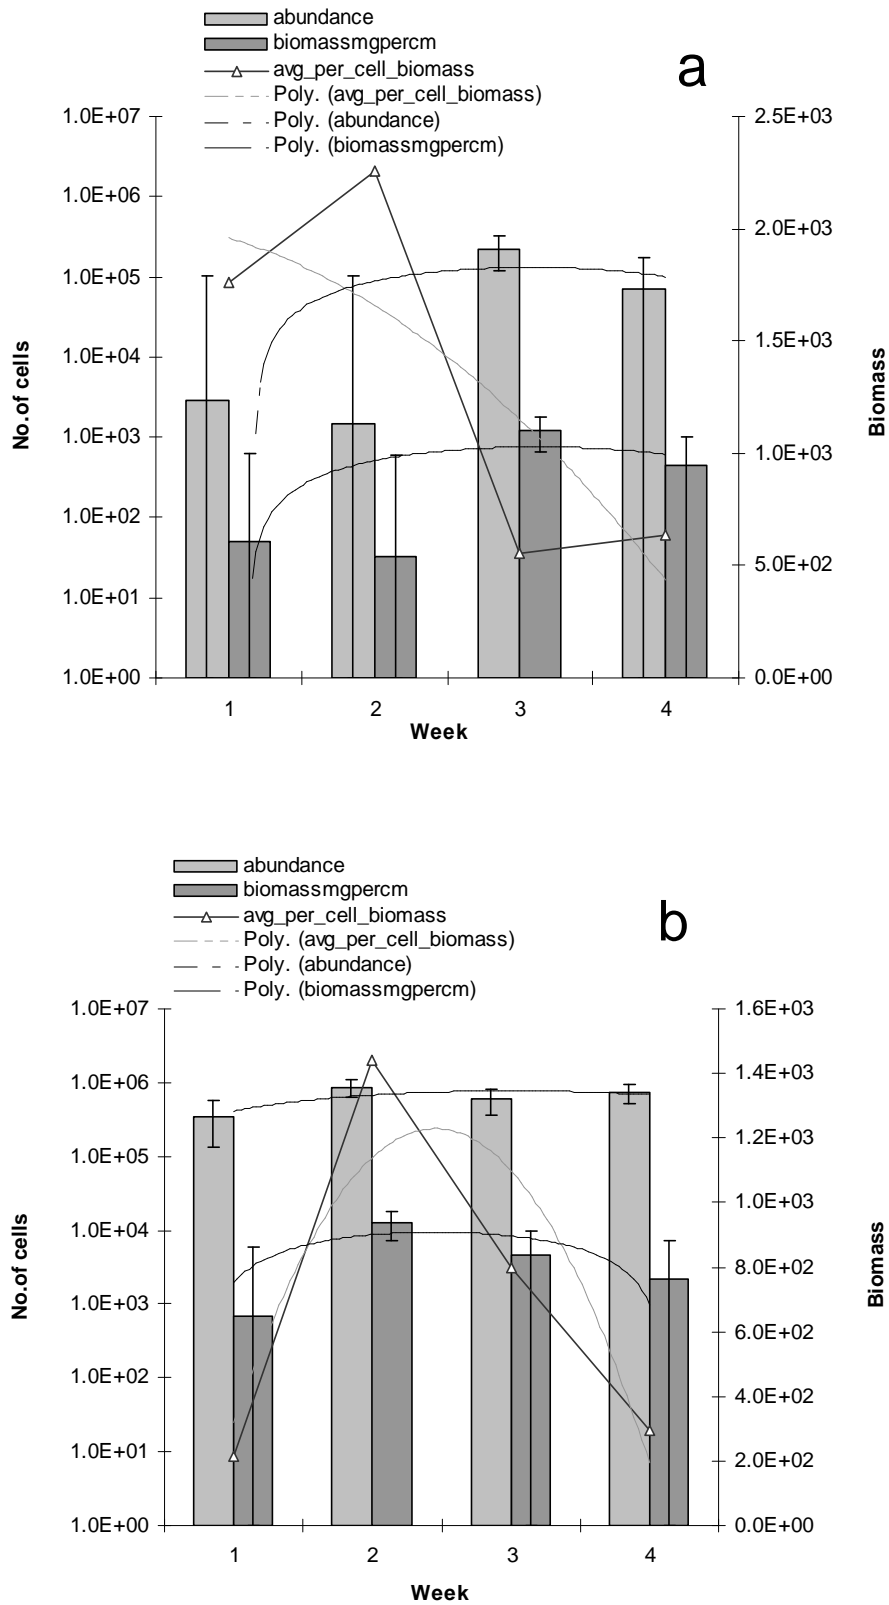 abundance
biomassmgpercm
avg_per_cell_biomass
Poly. (avg_per_cell_biomass)
Poly. (abundance)
Poly. (biomassmgpercm)
a
1.0E+07
1.0E+06
1.0E+05
1.0E+04
1.0E+03
1.0E+02
1.0E+01
1.0E+00
No.of cells
2.5E+03
2.0E+03
1.5E+03
1.0E+03
5.0E+02
0.0E+00
Biomass
1 2 3 4
Week
abundance
biomassmgpercm
avg_per_cell_biomass
Poly. (avg_per_cell_biomass)
Poly. (abundance)
Poly. (biomassmgpercm)
b
1.0E+07
1.0E+06
1.0E+05
1.0E+04
1.0E+03
1.0E+02
1.0E+01
1.0E+00
No.of cells
1.6E+03
1.4E+03
1.2E+03
1.0E+03
8.0E+02
6.0E+02
4.0E+02
2.0E+02
0.0E+00
Biomass
1 2 3 4
Week